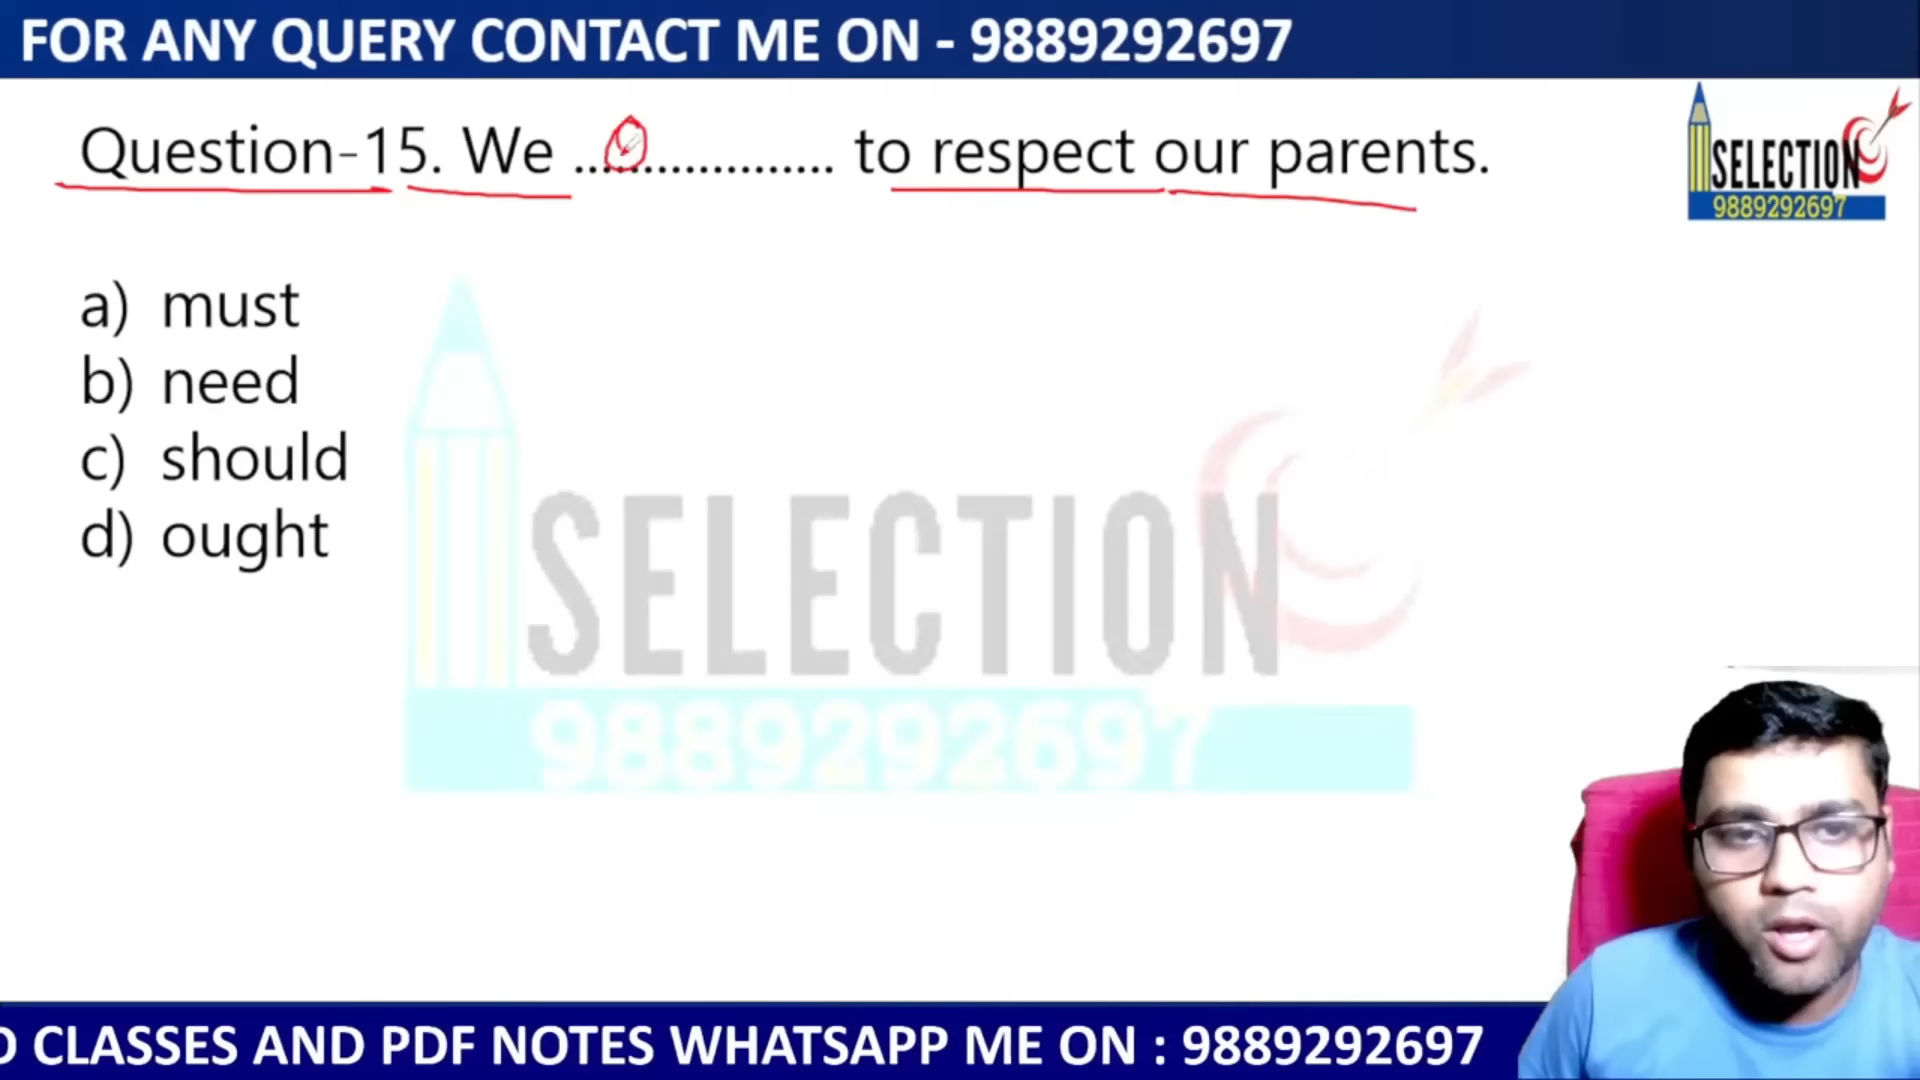 FOR ANY QUERY CONTACT ME ON - 9889292697
Question-15. We ...................... to respect our parents.
SELECTION
9889292697
a) must
b) need
c) should
d) ought
SELECTION
9889292697
D CLASSES AND PDF NOTES WHATSAPP ME ON : 9889292697